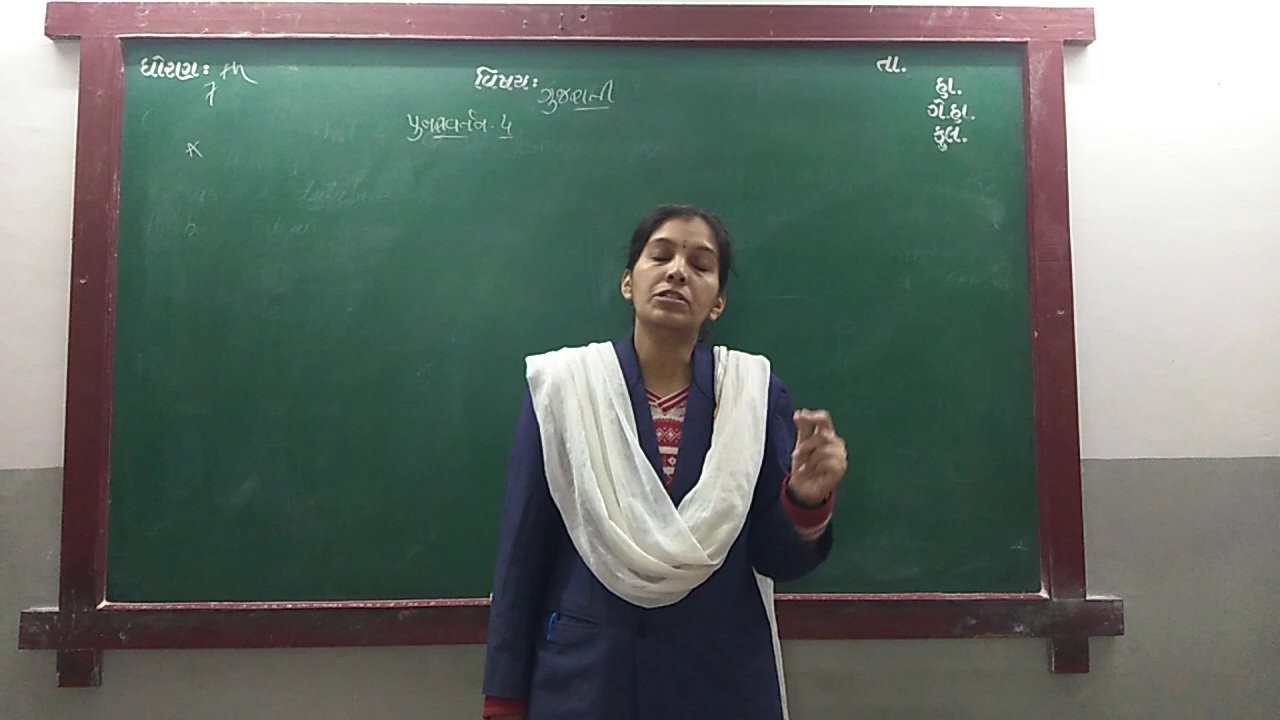 ધોરણ: 7th
વિષય: ગુજરાતી
પુનરાવર્તન - 5
તા.
હા.
ગે.હા.
કુલ.